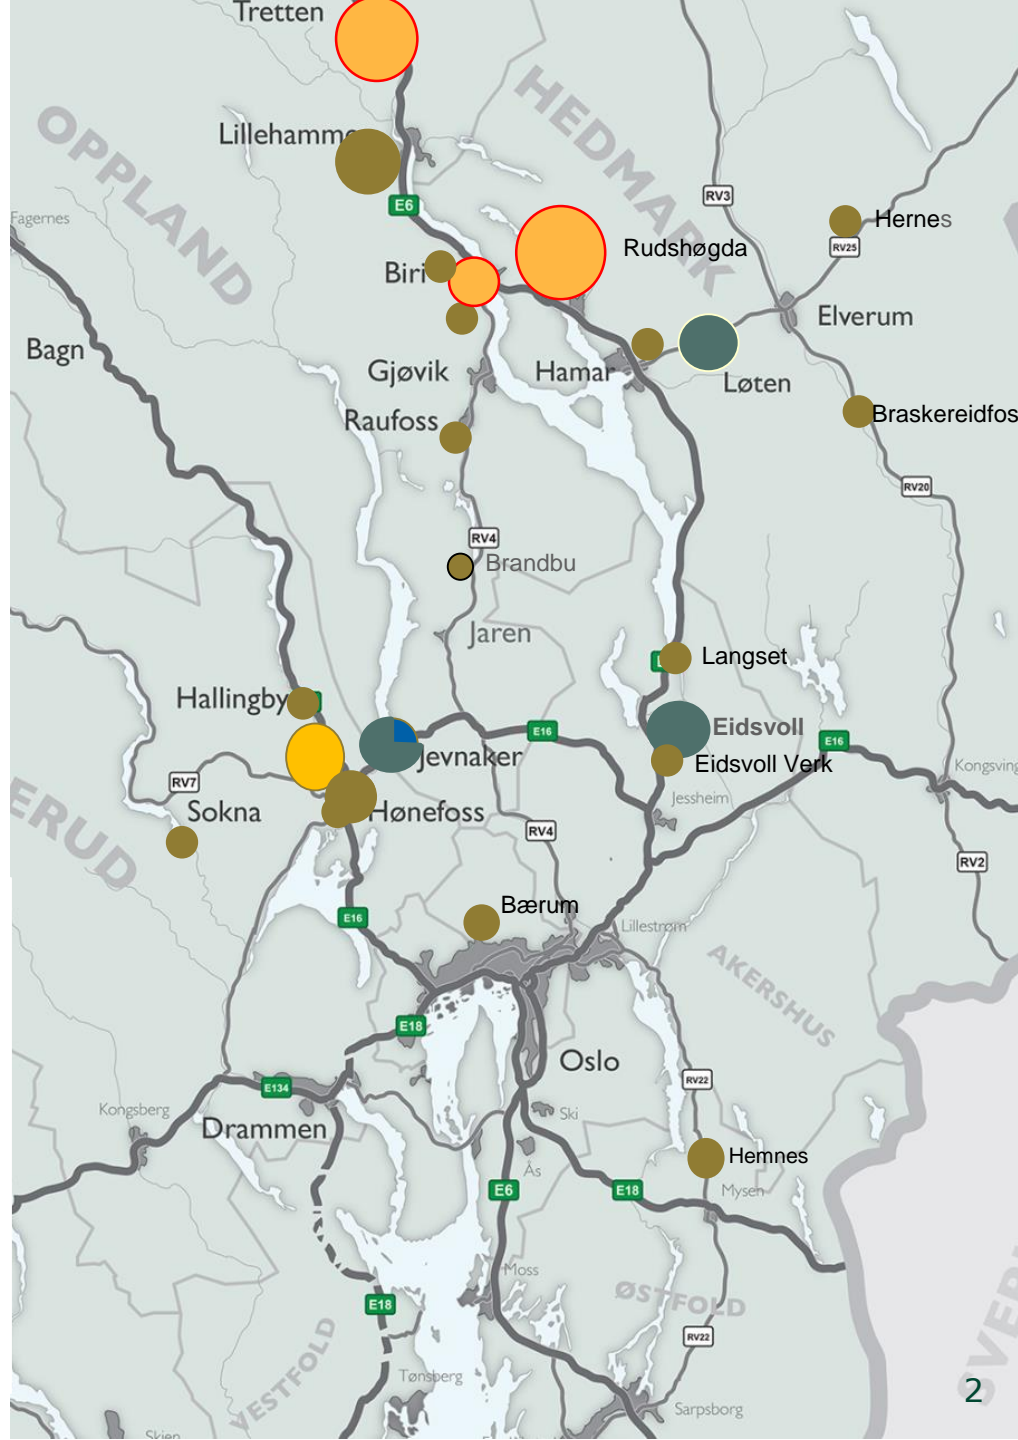 Tretten
HEDMARK
OPPLAND
Lillehamme
RV3
E6
Fagernes
Hernes
RV25
Rudshøgda
Biri
Elverum
Bagn
Gjøvik
Hamar
Løten
Raufoss
Braskereidfos
RV20
RV4
Brandbu
Jaren
Langset
Hallingby
Eidsvoll
E16
E16
Jevnaker
Eidsvoll Verk
Kongsving
RV7
Jessheim
Sokna
Hønefoss
ERUD
RV4
RV2
Bærum
E16
Lillestrøm
AKERSHUS
E18
Oslo
RV22
E134
Kongsberg
Ski
Drammen
Hemnes
Ås
E6
E18
Mysen
Moss
ØSTFOLD
SVER
E18
RV22
VESTFOLD
Tønsberg
2
Sarpsborg
Skien